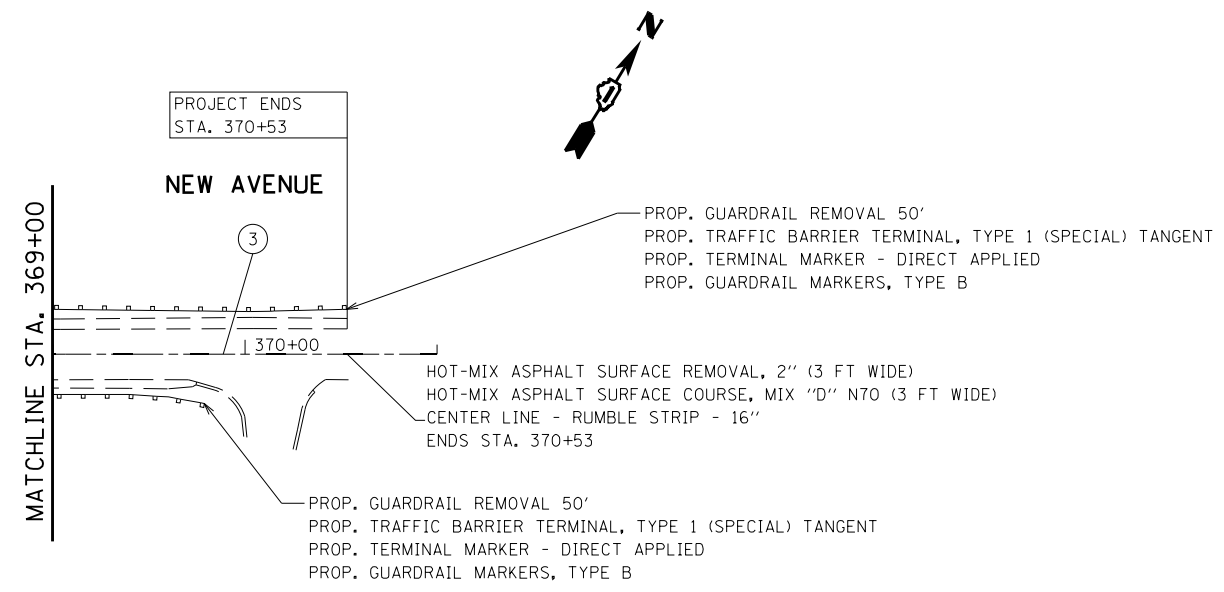 N
PROJECT ENDS
STA. 370+53
NEW AVENUE
3
MATCHLINE STA. 369+00
370+00
PROP. GUARDRAIL REMOVAL 50'
PROP. TRAFFIC BARRIER TERMINAL, TYPE 1 (SPECIAL) TANGENT
PROP. TERMINAL MARKER - DIRECT APPLIED
PROP. GUARDRAIL MARKERS, TYPE B
HOT-MIX ASPHALT SURFACE REMOVAL, 2" (3 FT WIDE)
HOT-MIX ASPHALT SURFACE COURSE, MIX "D" N70 (3 FT WIDE)
CENTER LINE - RUMBLE STRIP - 16"
ENDS STA. 370+53
PROP. GUARDRAIL REMOVAL 50'
PROP. TRAFFIC BARRIER TERMINAL, TYPE 1 (SPECIAL) TANGENT
PROP. TERMINAL MARKER - DIRECT APPLIED
PROP. GUARDRAIL MARKERS, TYPE B